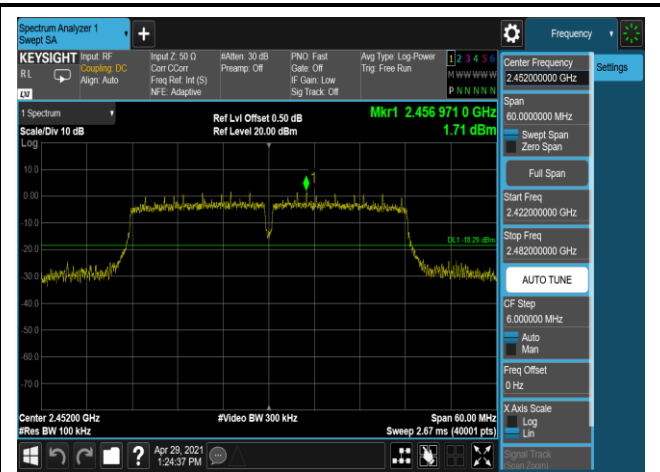 Spectrum Analyzer 1
Swept SA
Frequency
KEYSIGHT
RL
LXI
Input: RF
Coupling: DC
Align: Auto
Input Z: 50 Ω
Corr CCorr
Freq Ref: Int (S)
NFE: Adaptive
#Atten: 30 dB
Preamp: Off
PNO: Fast
Gate: Off
IF Gain: Low
Sig Track: Off
Avg Type: Log-Power
Trig: Free Run
1 2 3 4 5 6
M W W W W W
P N N N N N
Settings
1 Spectrum
Scale/Div 10 dB
Log
Ref Lvl Offset 0.50 dB
Ref Level 20.00 dBm
Mkr1 2.456 971 0 GHz
1.71 dBm
10.0
0.00
-10.0
-20.0
-30.0
-40.0
-50.0
-60.0
-70.0
1
DL1 -18.29 dBm
Center 2.45200 GHz
#Res BW 100 kHz
#Video BW 300 kHz
Span 60.00 MHz
Sweep 2.67 ms (40001 pts)
Center Frequency
2.452000000 GHz
Span
60.0000000 MHz
Swept Span
Zero Span
Full Span
Start Freq
2.422000000 GHz
Stop Freq
2.482000000 GHz
AUTO TUNE
CF Step
6.000000 MHz
Auto
Man
Freq Offset
0 Hz
X Axis Scale
Log
Lin
Signal Track
(Span Zoom)
Apr 29, 2021
1:24:37 PM